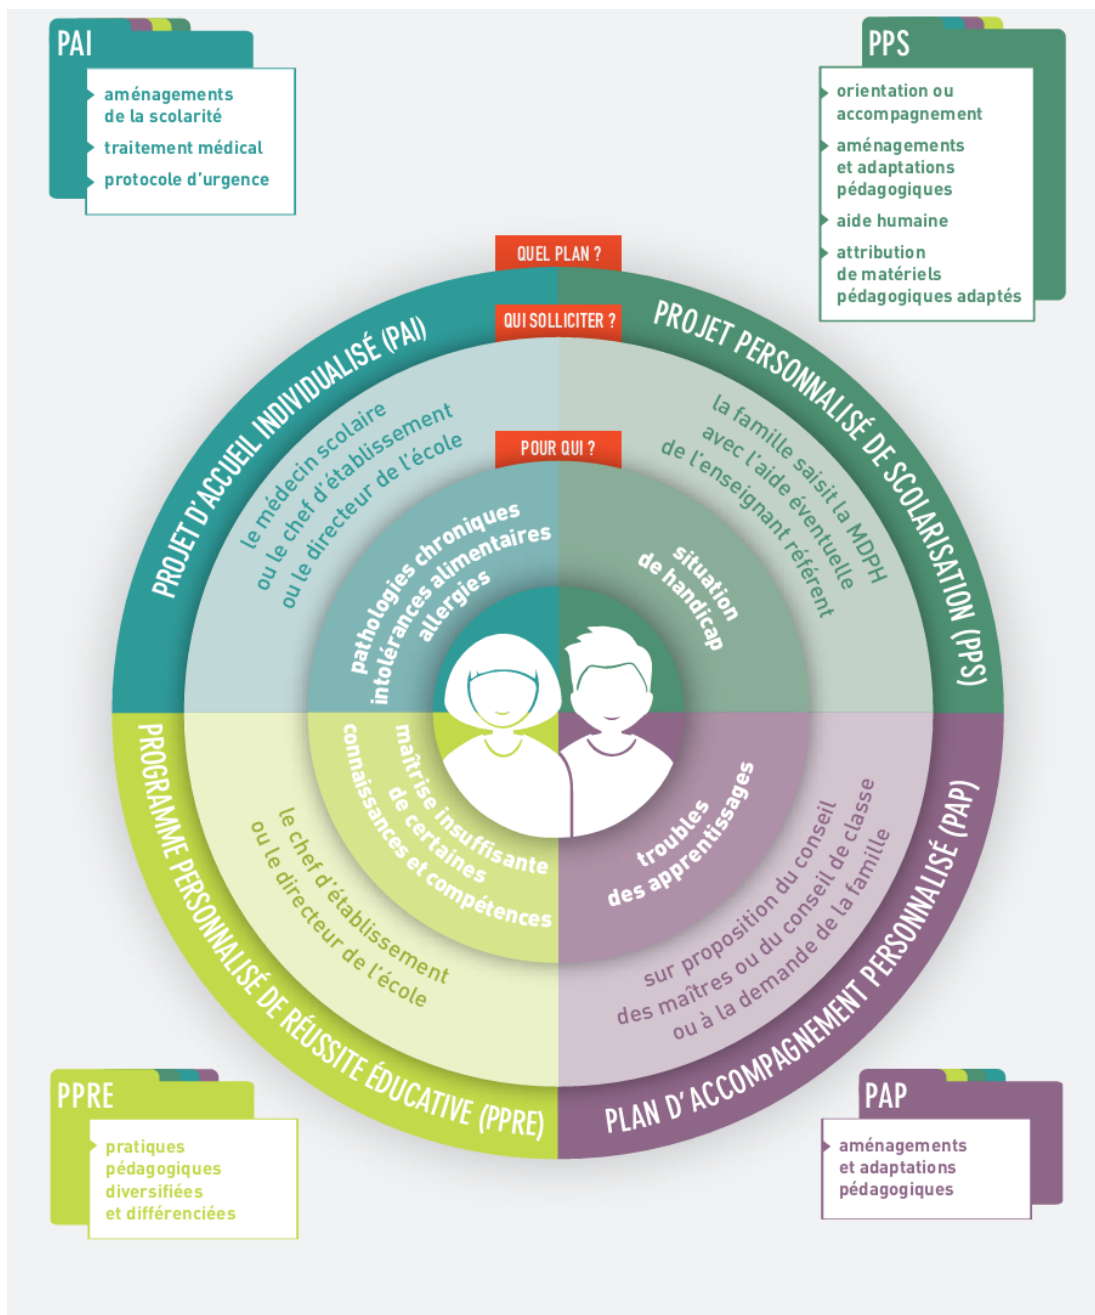 PAI
aménagements
de la scolarité
traitement médical
protocole d'urgence
PPS
orientation ou
accompagnement
aménagements
et adaptations
pédagogiques
aide humaine
attribution
de matériels
pédagogiques adaptés
QUEL PLAN ?
QUI SOLLICITER ?
POUR QUI ?
PROJET D'ACCUEIL INDIVIDUALISÉ (PAI)
le médecin scolaire
ou le chef d'établissement
ou le directeur de l'école
pathologies chroniques
intolérances alimentaires
allergies
PROJET PERSONNALISÉ DE SCOLARISATION (PPS)
la famille saisit la MDPH
avec l'aide éventuelle
de l'enseignant référent
situation
de handicap
PROGRAMME PERSONNALISÉ DE RÉUSSITE ÉDUCATIVE (PPRE)
le chef d'établissement
ou le directeur de l'école
maîtrise insuffisante
de certaines
connaissances et compétences
PLAN D'ACCOMPAGNEMENT PERSONNALISÉ (PAP)
sur proposition du conseil
des maîtres ou du conseil de classe
ou à la demande de la famille
troubles
des apprentissages
PPRE
pratiques
pédagogiques
diversifiées
et différenciées
PAP
aménagements
et adaptations
pédagogiques